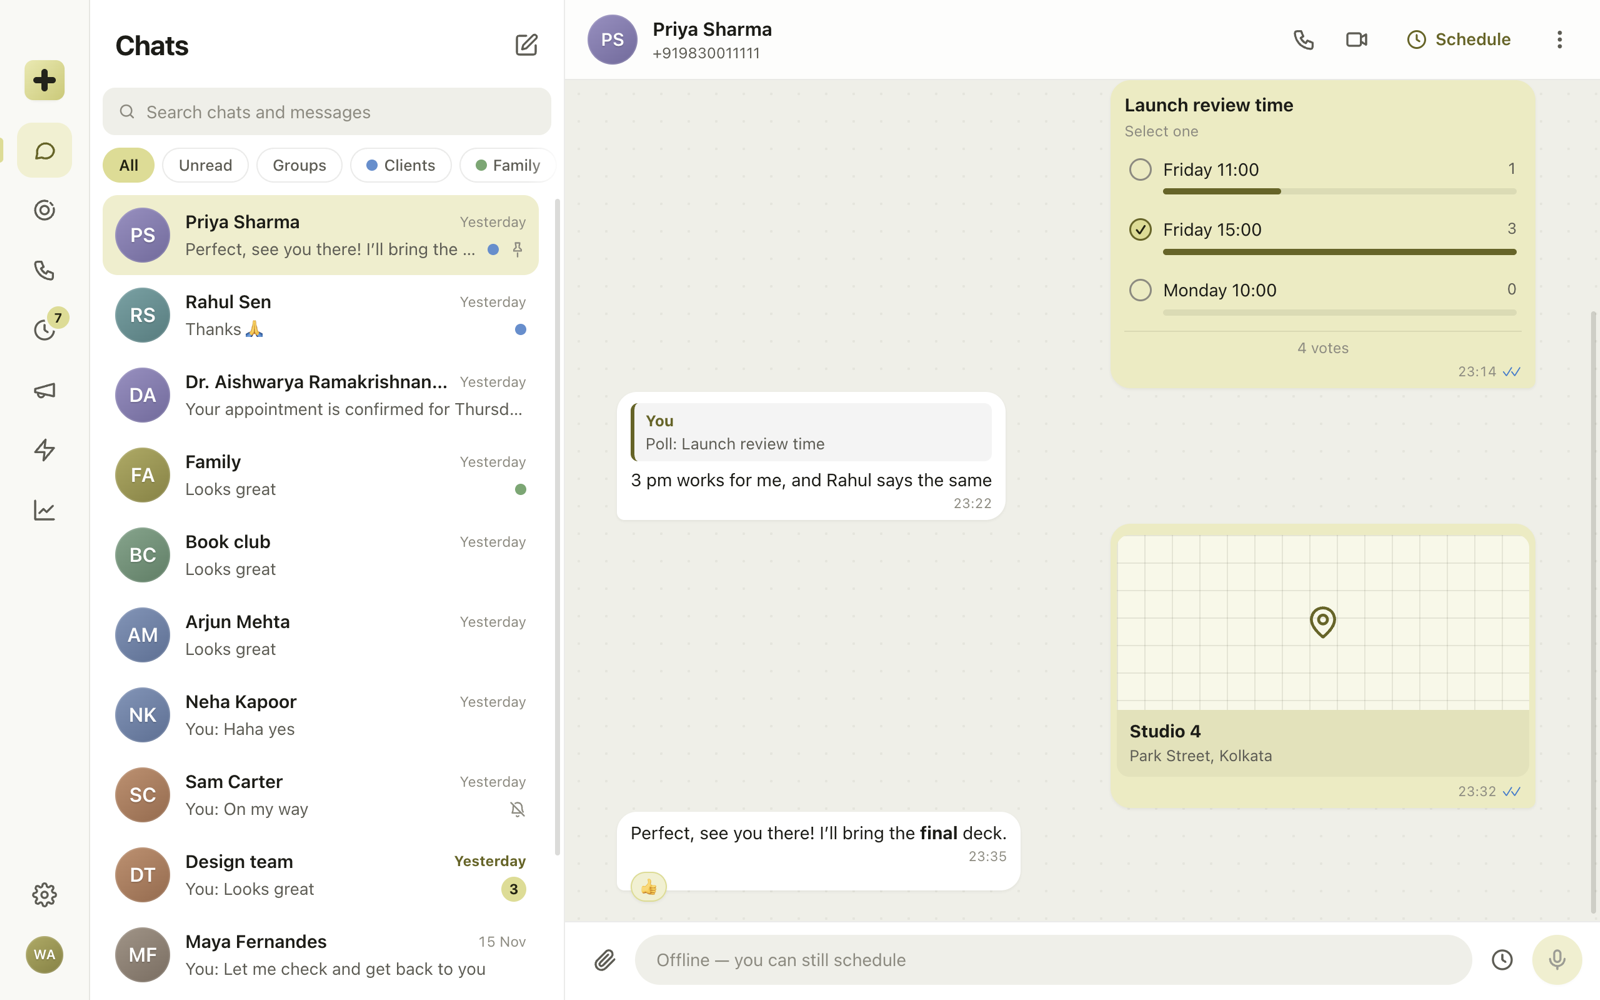 Chats
Search chats and messages
All
Unread
Groups
Clients
Family
PS
Priya Sharma
Yesterday
Perfect, see you there! I’ll bring the ...
RS
Rahul Sen
Yesterday
Thanks 🙏
DA
Dr. Aishwarya Ramakrishnan...
Yesterday
Your appointment is confirmed for Thursd...
FA
Family
Yesterday
Looks great
BC
Book club
Yesterday
Looks great
AM
Arjun Mehta
Yesterday
Looks great
NK
Neha Kapoor
Yesterday
You: Haha yes
SC
Sam Carter
Yesterday
You: On my way
DT
Design team
Yesterday
You: Looks great
3
MF
Maya Fernandes
15 Nov
You: Let me check and get back to you
7
WA
PS
Priya Sharma
+919830011111
Schedule
Launch review time
Select one
Friday 11:00
1
Friday 15:00
3
Monday 10:00
0
4 votes
23:14
You
Poll: Launch review time
3 pm works for me, and Rahul says the same
23:22
Studio 4
Park Street, Kolkata
23:32
Perfect, see you there! I’ll bring the final deck.
23:35
👍
Offline — you can still schedule